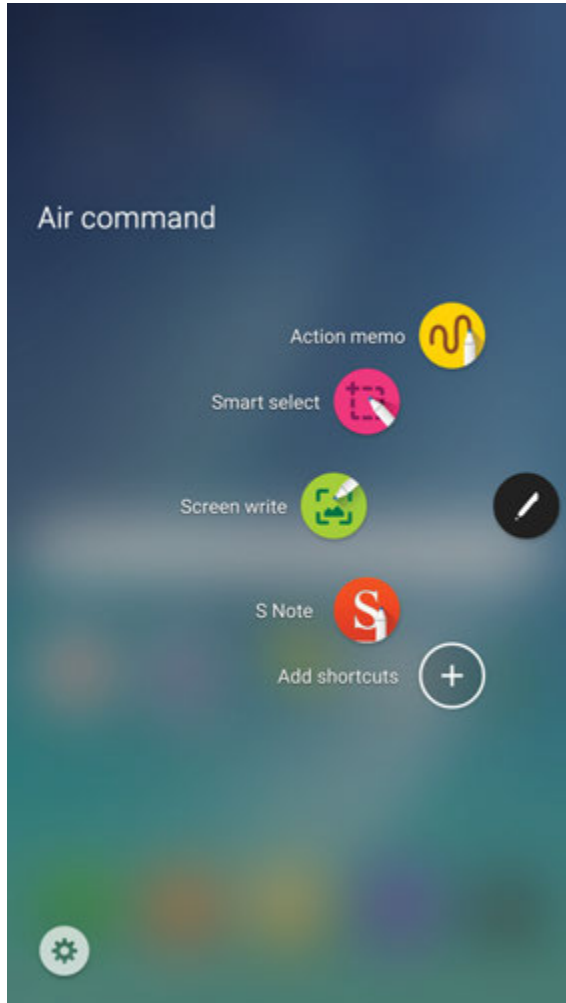 Air command
Action memo
Smart select
Screen write
S Note
S
Add shortcuts